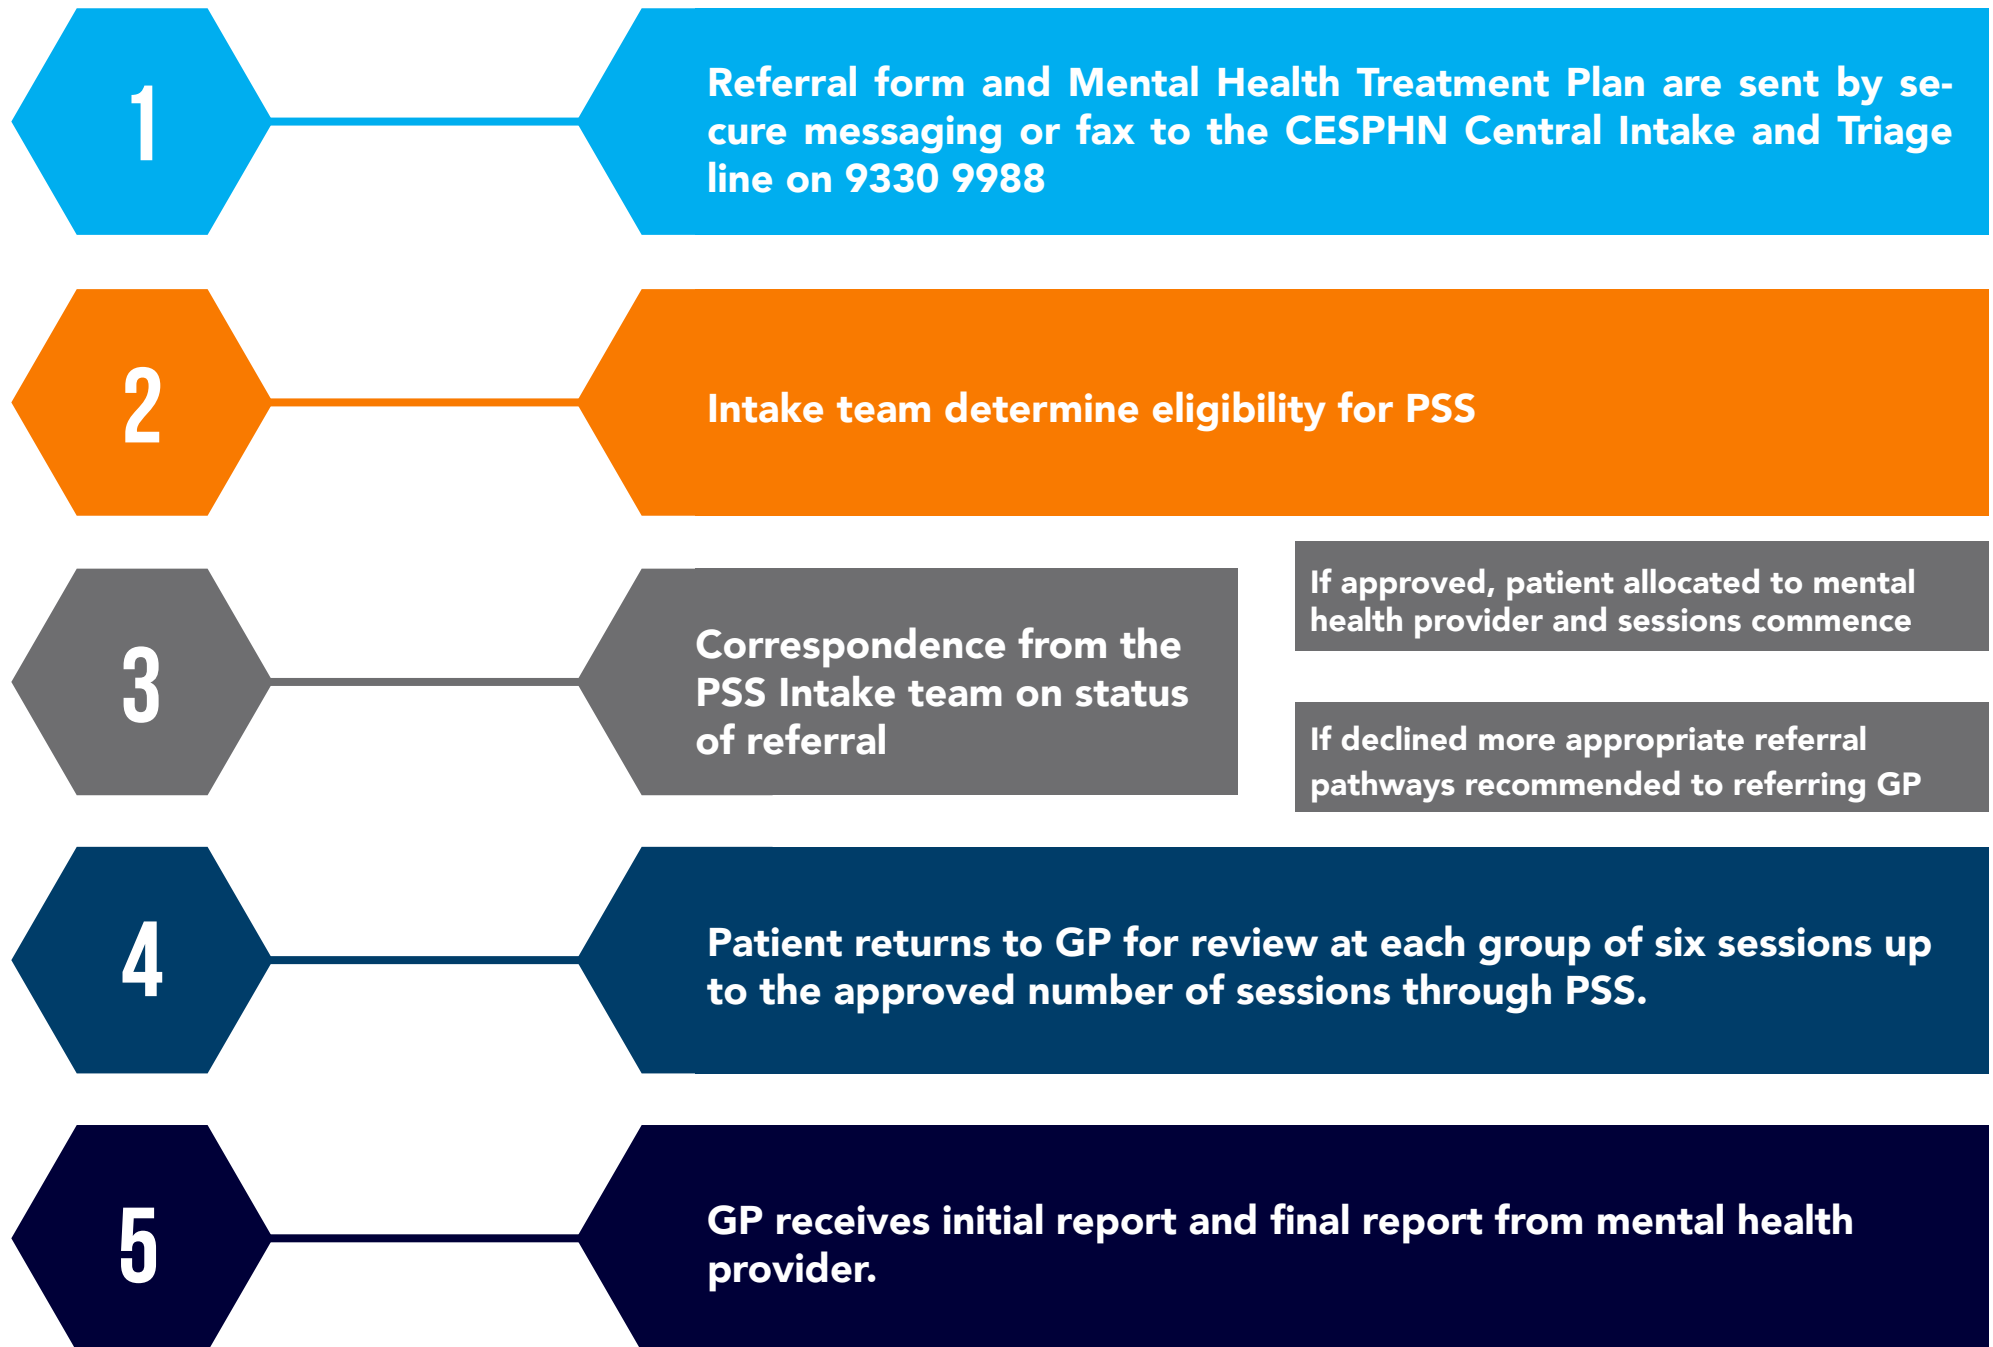 1
Referral form and Mental Health Treatment Plan are sent by se-
cure messaging or fax to the CESPHN Central Intake and Triage
line on 9330 9988
2
Intake team determine eligibility for PSS
3
Correspondence from the
PSS Intake team on status
of referral
If approved, patient allocated to mental
health provider and sessions commence
If declined more appropriate referral
pathways recommended to referring GP
4
Patient returns to GP for review at each group of six sessions up
to the approved number of sessions through PSS.
5
GP receives initial report and final report from mental health
provider.